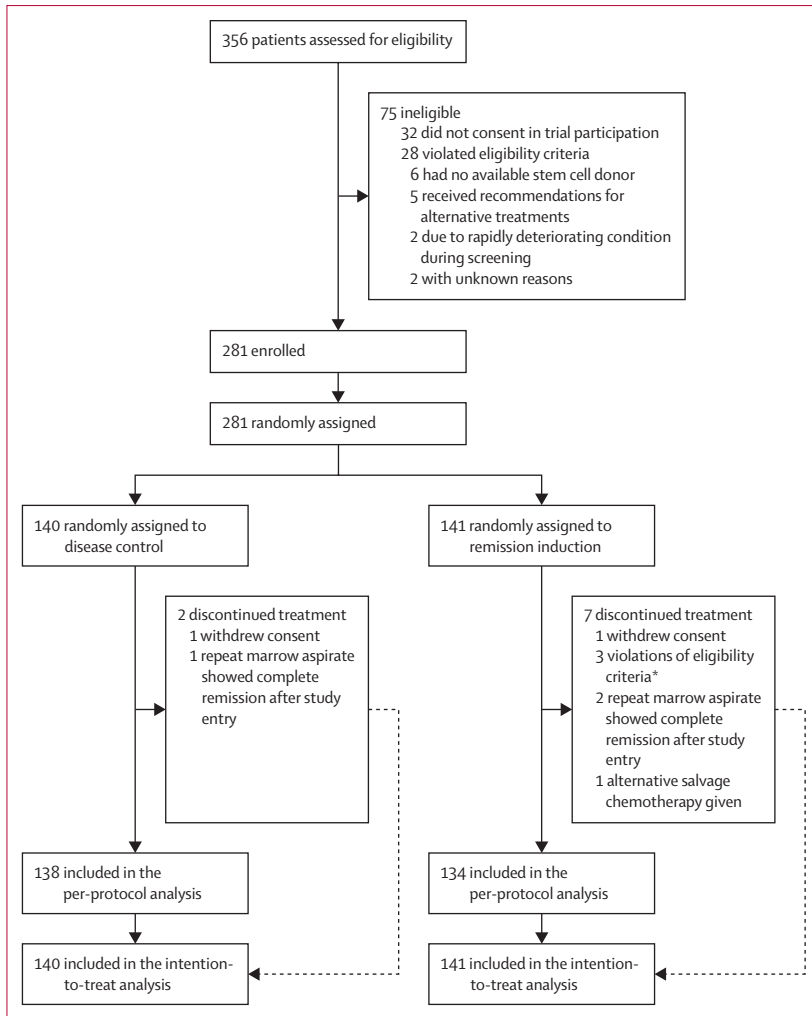 356 patients assessed for eligibility
75 ineligible
32 did not consent in trial participation
28 violated eligibility criteria
6 had no available stem cell donor
5 received recommendations for
alternative treatments
2 due to rapidly deteriorating condition
during screening
2 with unknown reasons
281 enrolled
281 randomly assigned
140 randomly assigned to
disease control
141 randomly assigned to
remission induction
2 discontinued treatment
1 withdrew consent
1 repeat marrow aspirate
showed complete
remission after study
entry
7 discontinued treatment
1 withdrew consent
3 violations of eligibility
criteria*
2 repeat marrow aspirate
showed complete
remission after study
entry
1 alternative salvage
chemotherapy given
138 included in the
per-protocol analysis
134 included in the
per-protocol analysis
140 included in the intention-
to-treat analysis
141 included in the intention-
to-treat analysis